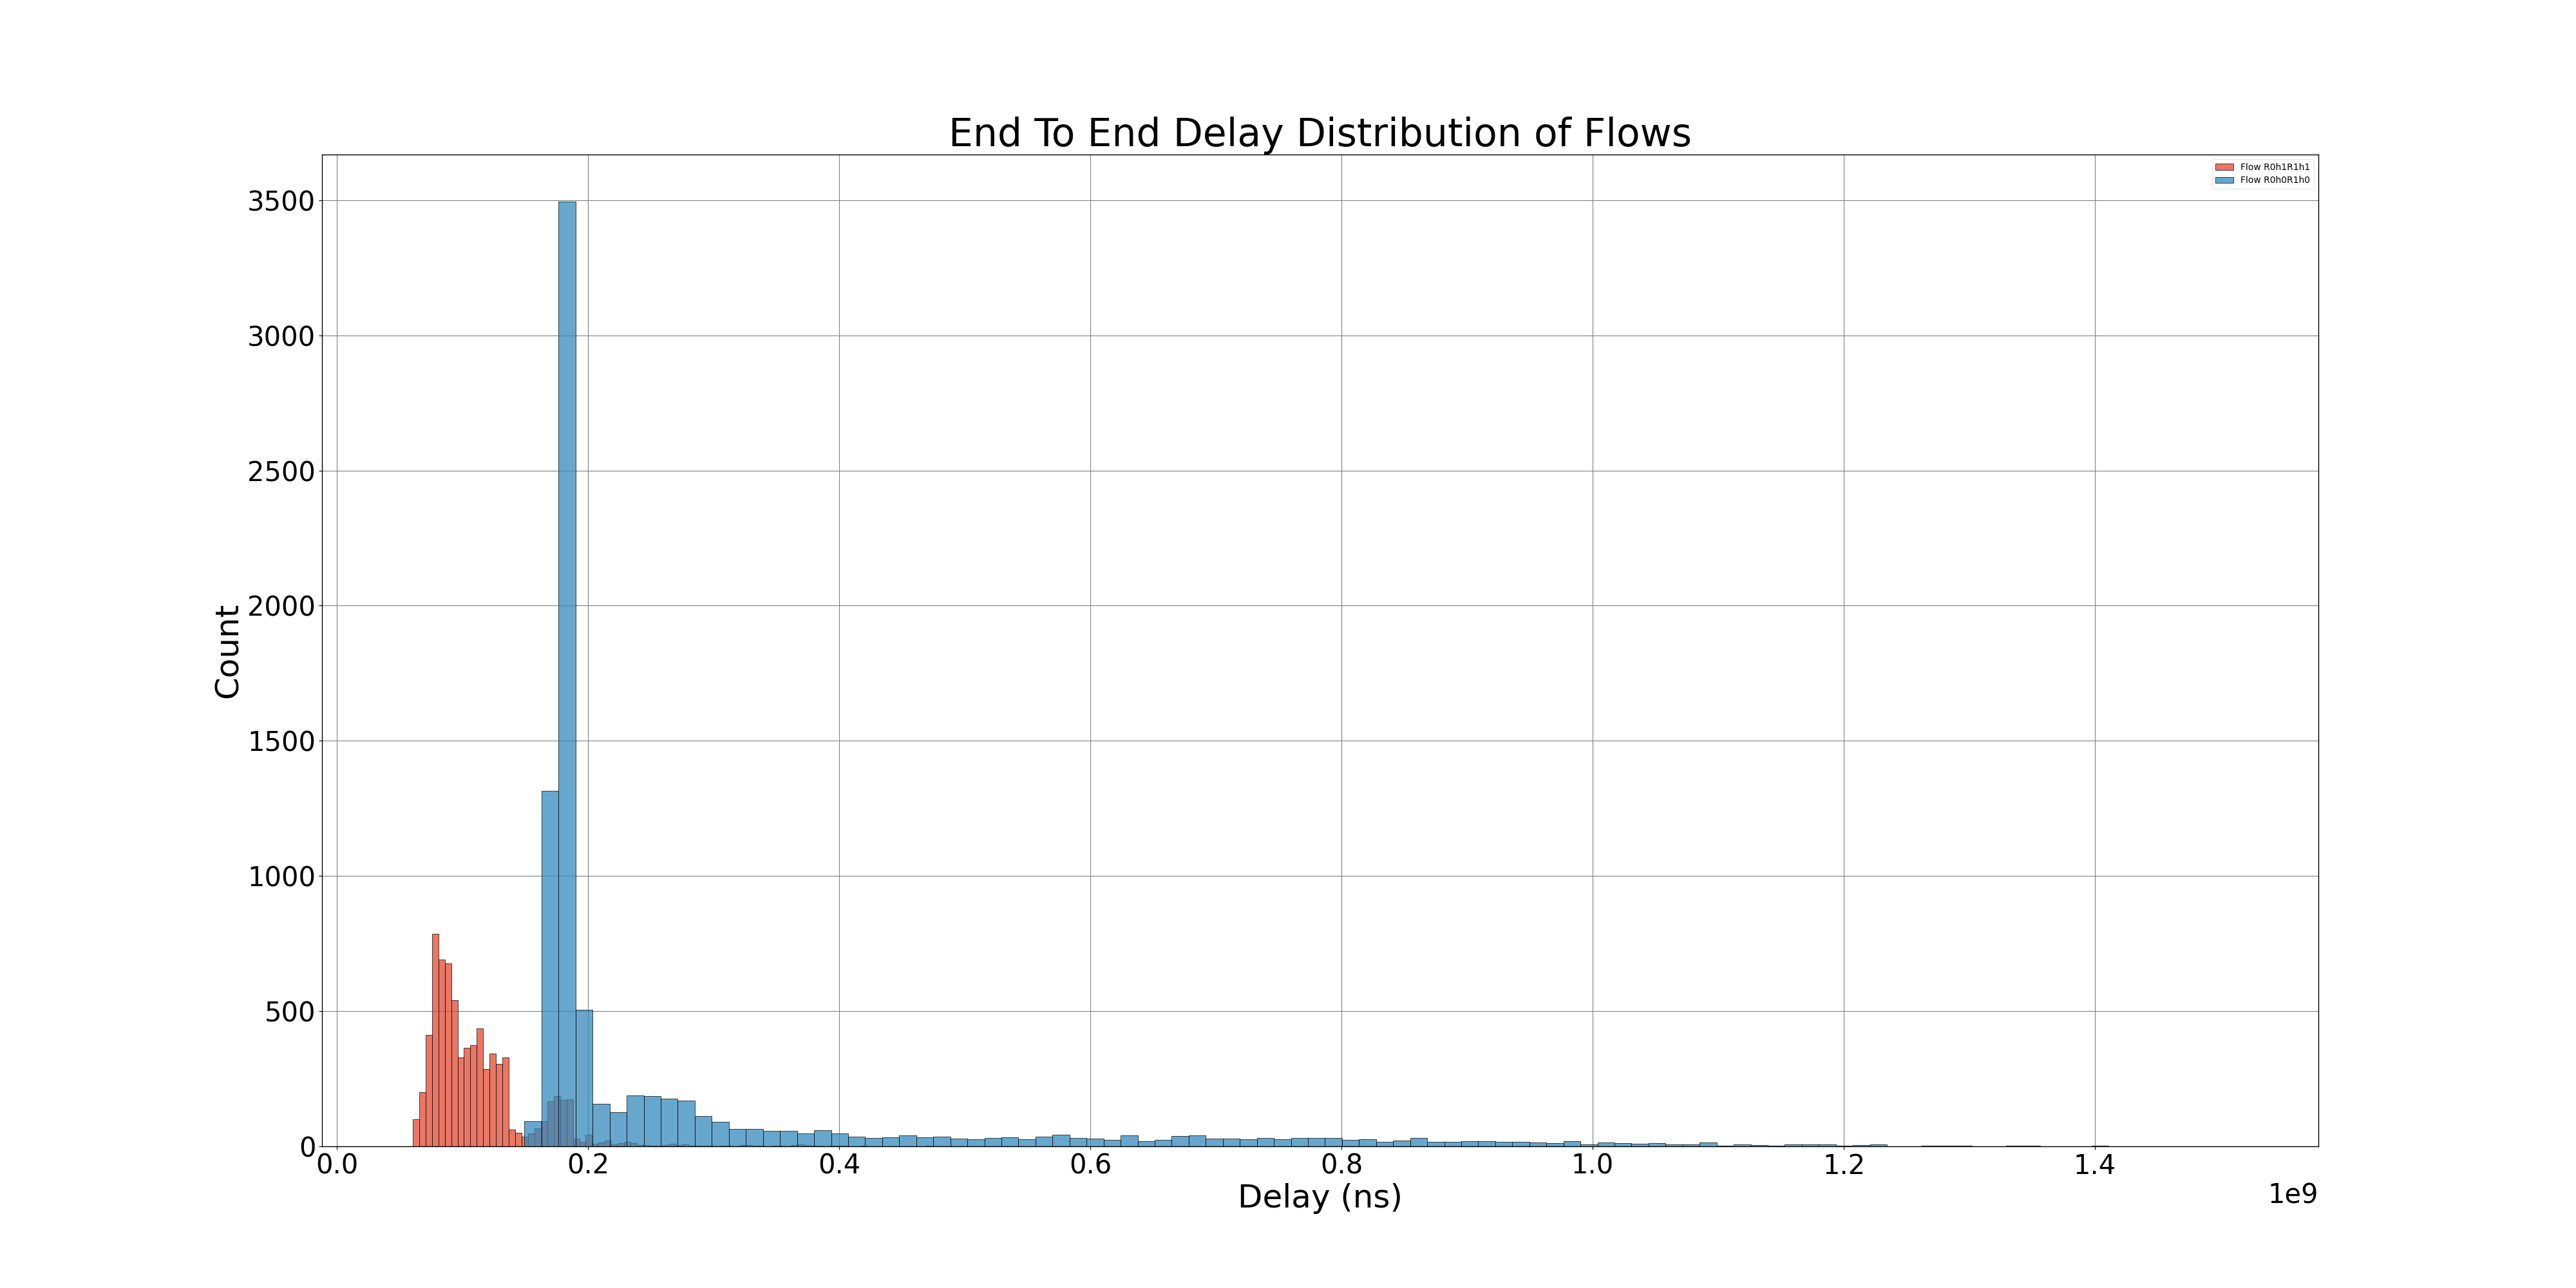 End To End Delay Distribution of Flows
Flow R0h1R1h1
Flow R0h0R1h0
3500
3000
2500
2000
1500
1000
500
0
Count
0.0 0.2 0.4 0.6 0.8 1.0 1.2 1.4
Delay (ns)
1e9